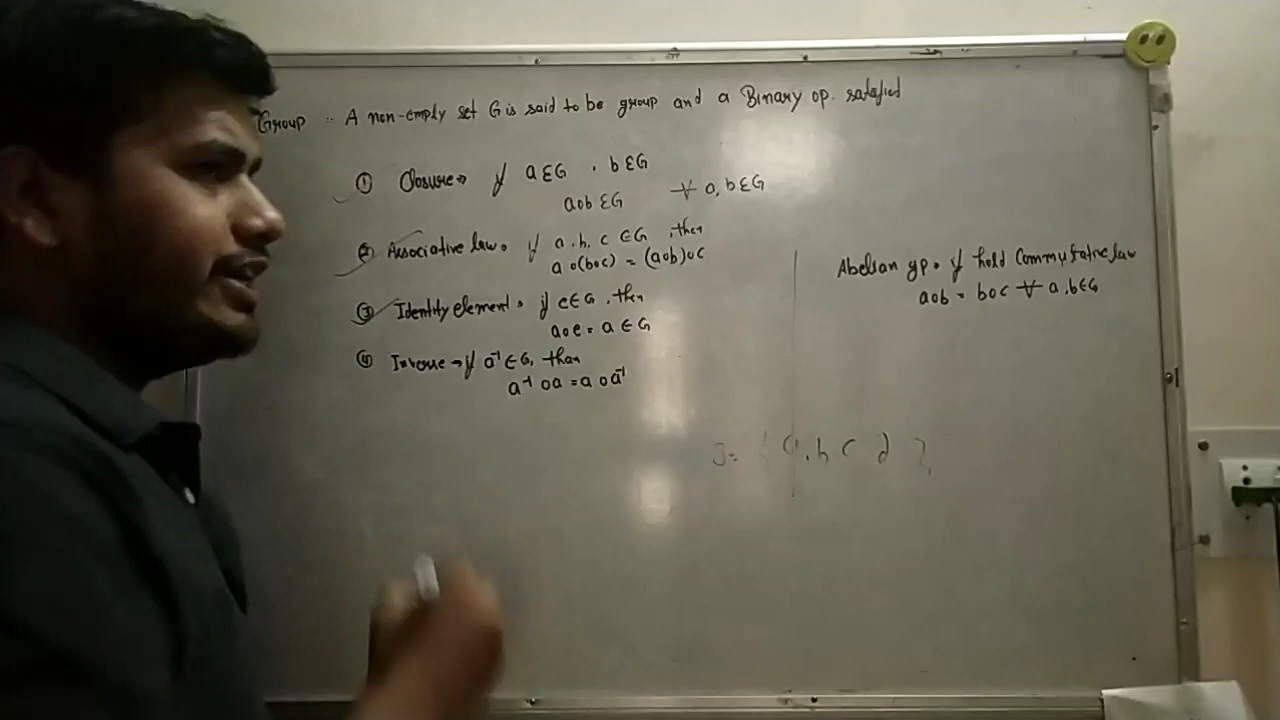 Group :- A non-empty set G is said to be group and a Binary op. satisfied
① Closure → if a ∈ G , b ∈ G
aob ∈ G ∀ a, b ∈ G
② Associative law → if a, b, c ∈ G , then
a o(boc) = (aob)oc
③ Identity element → if e ∈ G , then
aoe = a ∈ G
④ Inverse → if a⁻¹ ∈ G, than
a⁻¹ oa = a oa⁻¹
Abelian gp → if hold Commutative law
aob = boc ∀ a, b ∈ G
{ a, b c d }